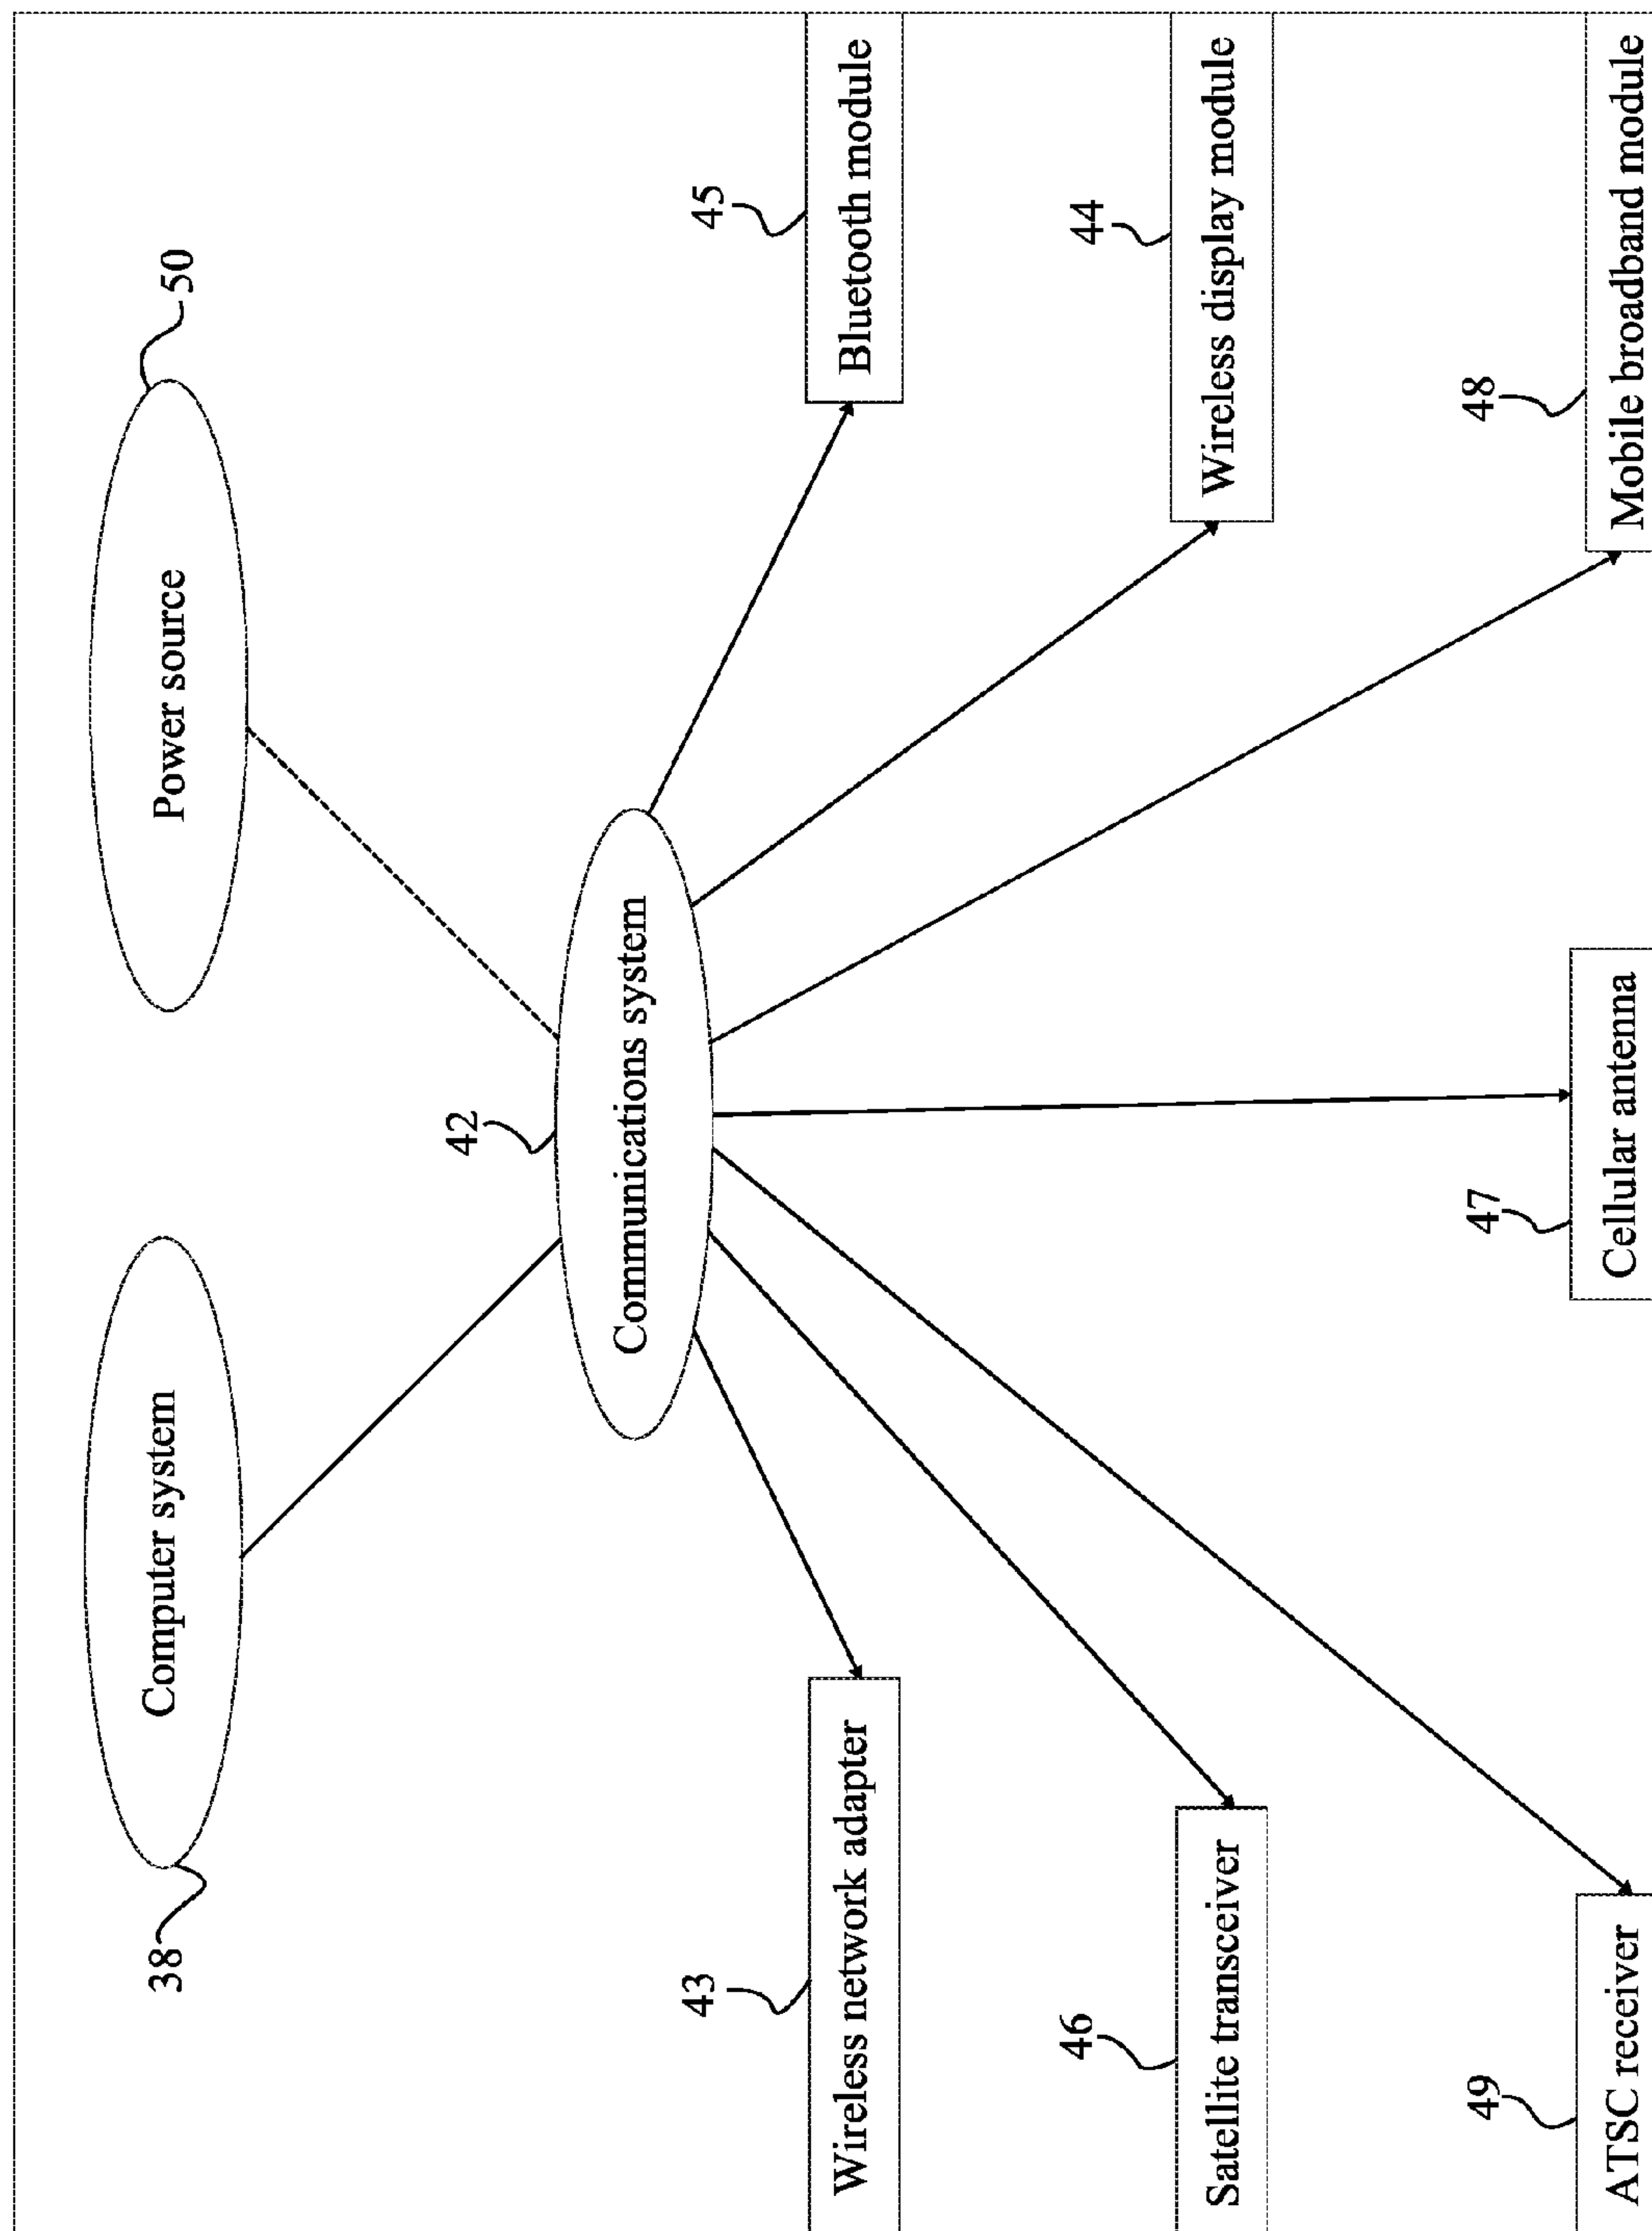 38
Computer system
Power source
50
42
Communications system
43
45
Wireless network adapter
Bluetooth module
46
44
Satellite transceiver
Wireless display module
49
47
48
ATSC receiver
Cellular antenna
Mobile broadband module